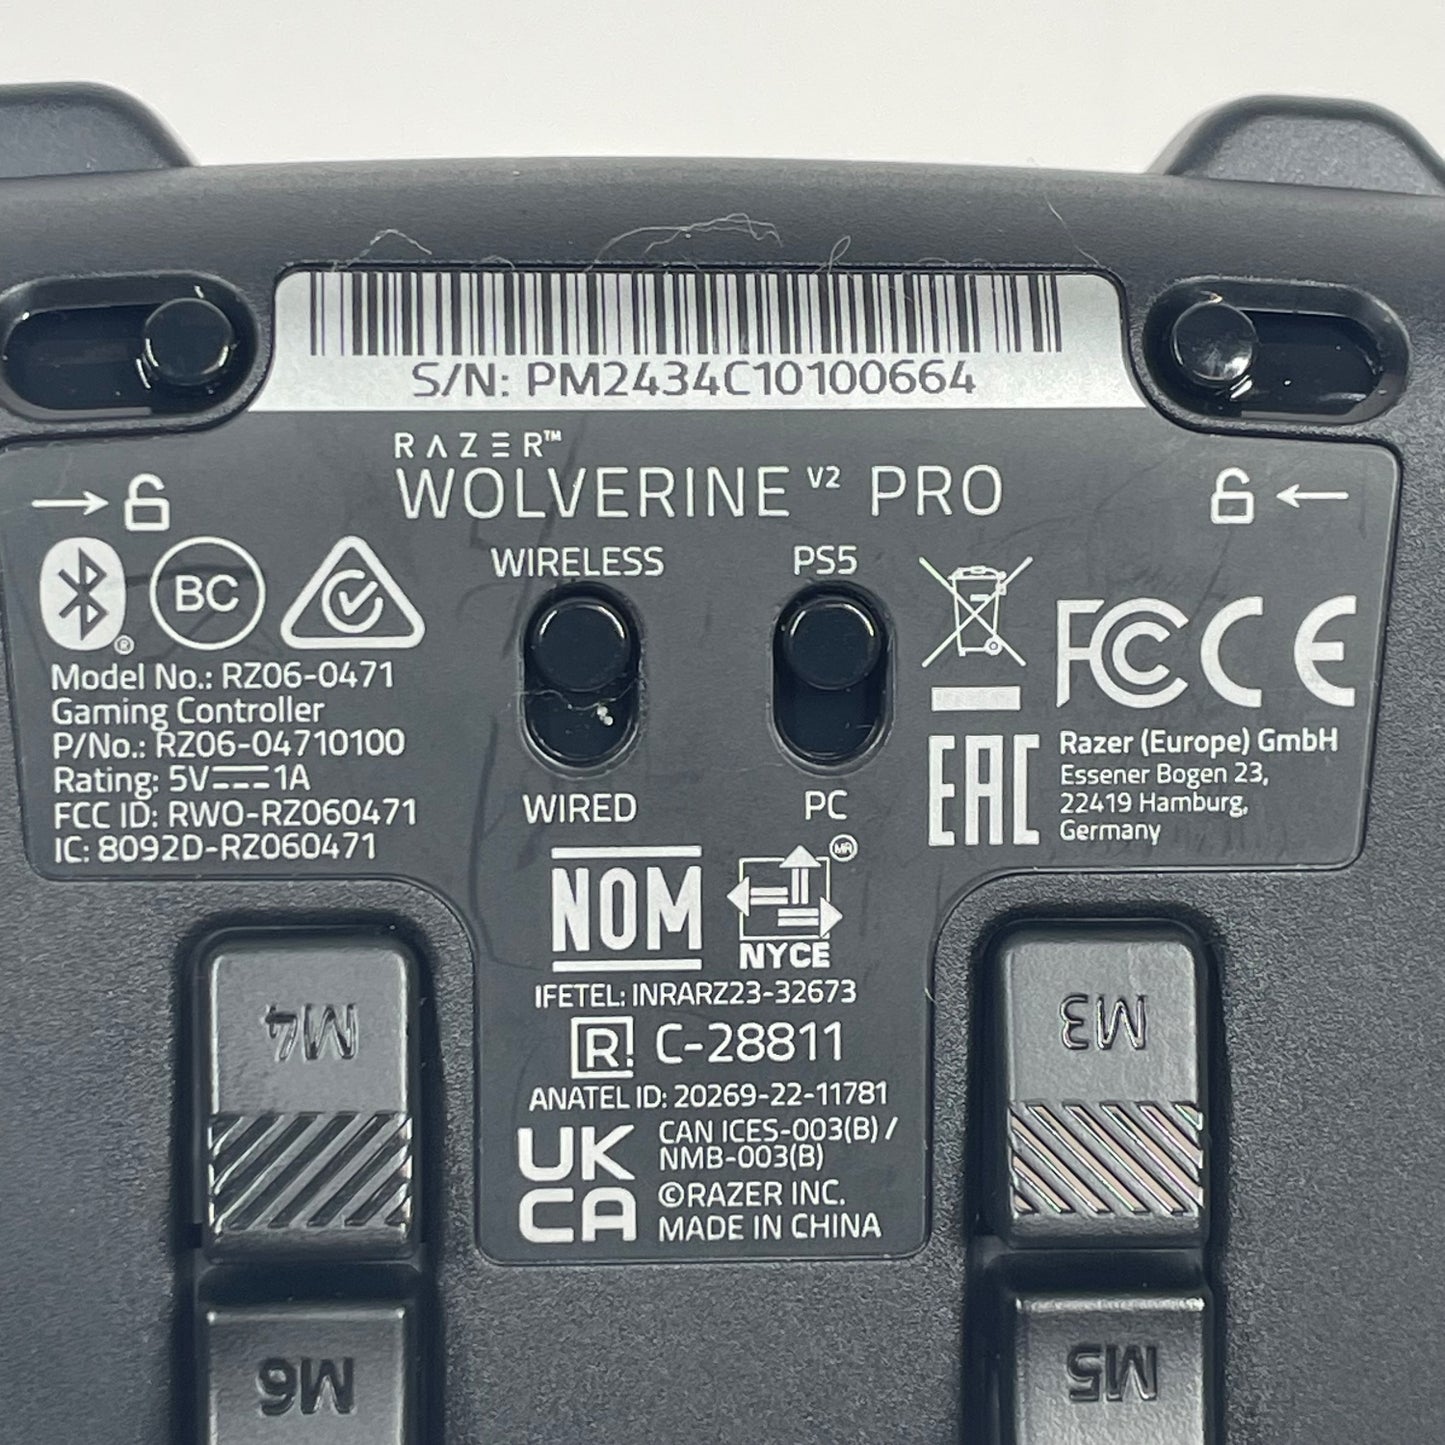 S/N: PM2434C10100664
RAZER™
WOLVERINE V2 PRO
WIRELESS PS5
WIRED PC
BC
Model No.: RZ06-0471
Gaming Controller
P/No.: RZ06-04710100
Rating: 5V⎓1A
FCC ID: RWO-RZ060471
IC: 8092D-RZ060471
FCC CE
EAC
Razer (Europe) GmbH
Essener Bogen 23,
22419 Hamburg,
Germany
NOM
MR
NYCE
IFETEL: INRARZ23-32673
R C-28811
ANATEL ID: 20269-22-11781
UK
CA
CAN ICES-003(B) /
NMB-003(B)
©RAZER INC.
MADE IN CHINA
M4
M3
M6
M5